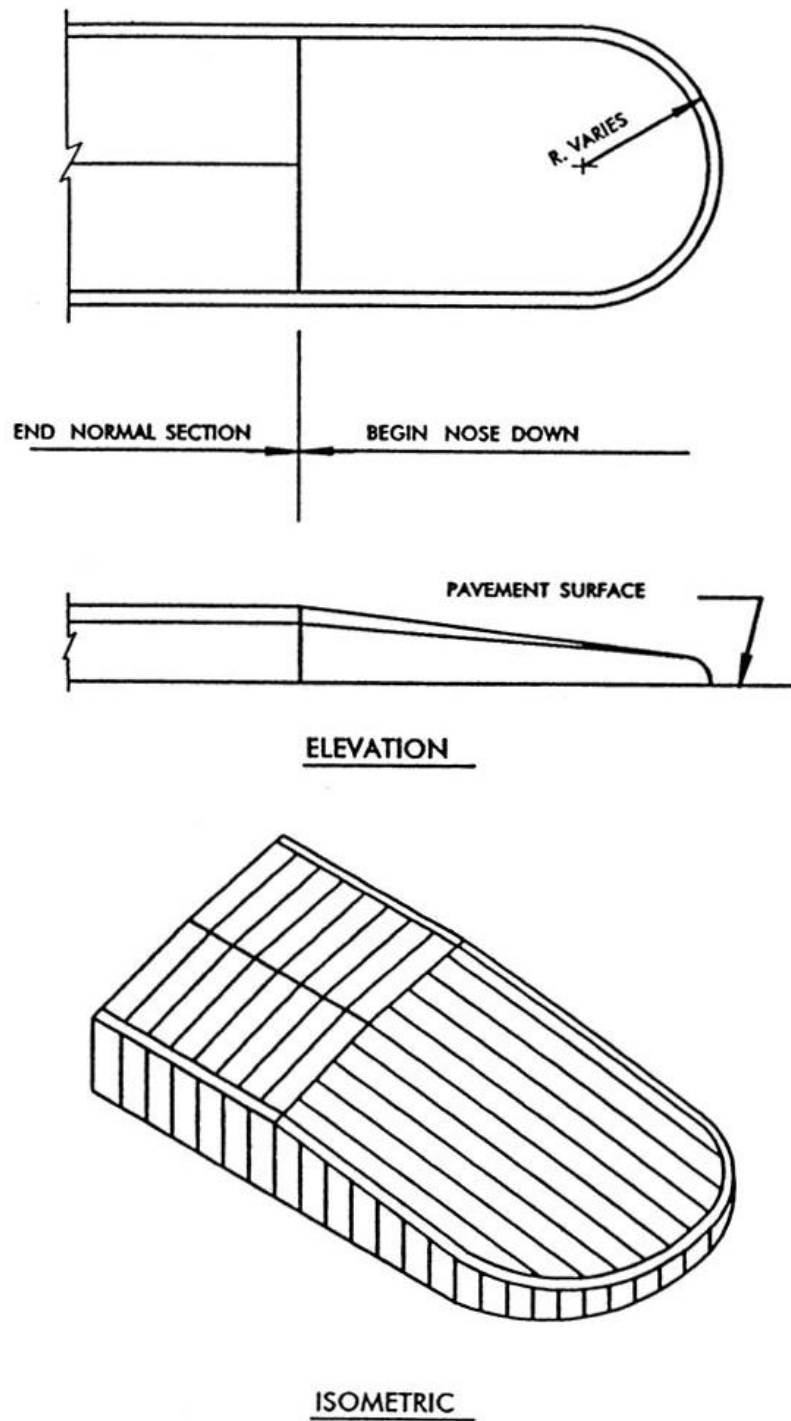 R. VARIES
END NORMAL SECTION
BEGIN NOSE DOWN
PAVEMENT SURFACE
ELEVATION
ISOMETRIC